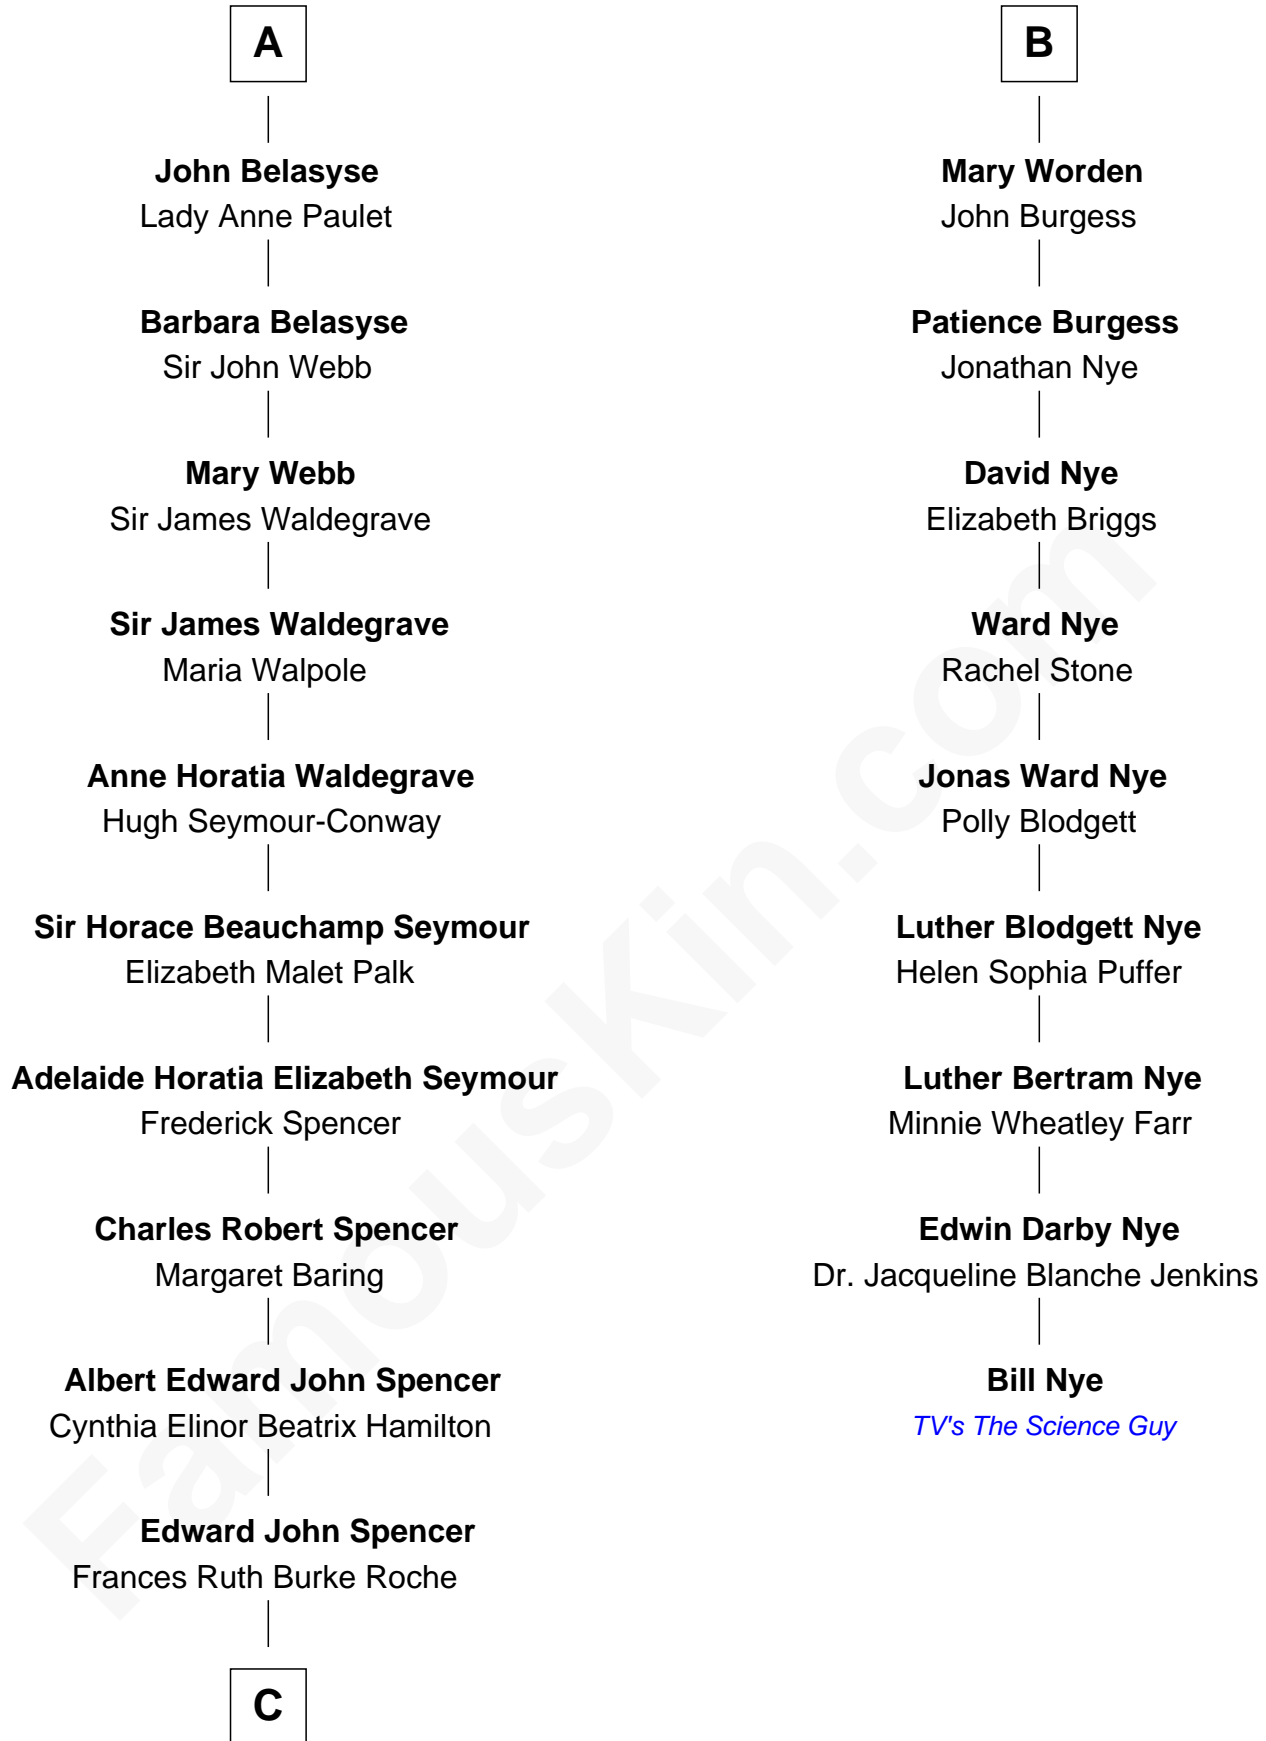 A
John Belasyse
Lady Anne Paulet
Barbara Belasyse
Sir John Webb
Mary Webb
Sir James Waldegrave
Sir James Waldegrave
Maria Walpole
Anne Horatia Waldegrave
Hugh Seymour-Conway
Sir Horace Beauchamp Seymour
Elizabeth Malet Palk
Adelaide Horatia Elizabeth Seymour
Frederick Spencer
Charles Robert Spencer
Margaret Baring
Albert Edward John Spencer
Cynthia Elinor Beatrix Hamilton
Edward John Spencer
Frances Ruth Burke Roche
C
B
Mary Worden
John Burgess
Patience Burgess
Jonathan Nye
David Nye
Elizabeth Briggs
Ward Nye
Rachel Stone
Jonas Ward Nye
Polly Blodgett
Luther Blodgett Nye
Helen Sophia Puffer
Luther Bertram Nye
Minnie Wheatley Farr
Edwin Darby Nye
Dr. Jacqueline Blanche Jenkins
Bill Nye
TV's The Science Guy
FamousKin.com